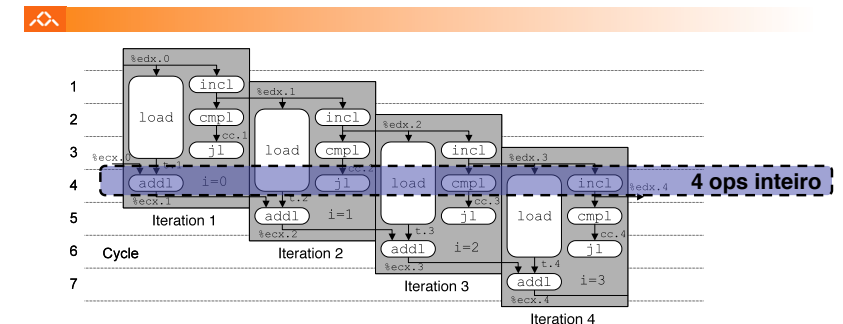 %edx.0
1
incl
%edx.1
load
2
cmpl
incl
%edx.2
cc.1
load
3
jl
cmpl
incl
%edx.3
%ecx.0
t.1
cc.2
load
4
addl
i=0
jl
cmpl
incl
4 ops inteiro
%edx.4
%ecx.1
t.2
cc.3
load
5
Iteration 1
addl
i=1
jl
cmpl
%ecx.2
t.3
cc.4
6
Cycle
Iteration 2
addl
i=2
jl
%ecx.3
t.4
7
Iteration 3
addl
i=3
%ecx.4
Iteration 4